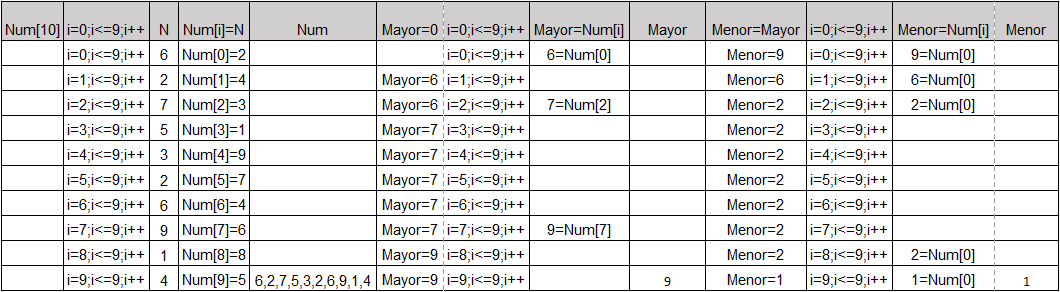 Num[10] i=0;i<=9;i++ N Num[i]=N Num Mayor=0 i=0;i<=9;i++ Mayor=Num[i] Mayor Menor=Mayor i=0;i<=9;i++ Menor=Num[i] Menor
i=0;i<=9;i++ 6 Num[0]=2 i=0;i<=9;i++ 6=Num[0] Menor=9 i=0;i<=9;i++ 9=Num[0]
i=1;i<=9;i++ 2 Num[1]=4 Mayor=6 i=1;i<=9;i++ Menor=6 i=1;i<=9;i++ 6=Num[0]
i=2;i<=9;i++ 7 Num[2]=3 Mayor=6 i=2;i<=9;i++ 7=Num[2] Menor=2 i=2;i<=9;i++ 2=Num[0]
i=3;i<=9;i++ 5 Num[3]=1 Mayor=7 i=3;i<=9;i++ Menor=2 i=3;i<=9;i++
i=4;i<=9;i++ 3 Num[4]=9 Mayor=7 i=4;i<=9;i++ Menor=2 i=4;i<=9;i++
i=5;i<=9;i++ 2 Num[5]=7 Mayor=7 i=5;i<=9;i++ Menor=2 i=5;i<=9;i++
i=6;i<=9;i++ 6 Num[6]=4 Mayor=7 i=6;i<=9;i++ Menor=2 i=6;i<=9;i++
i=7;i<=9;i++ 9 Num[7]=6 Mayor=7 i=7;i<=9;i++ 9=Num[7] Menor=2 i=7;i<=9;i++
i=8;i<=9;i++ 1 Num[8]=8 Mayor=9 i=8;i<=9;i++ Menor=2 i=8;i<=9;i++ 2=Num[0]
i=9;i<=9;i++ 4 Num[9]=5 6,2,7,5,3,2,6,9,1,4 Mayor=9 i=9;i<=9;i++ 9 Menor=1 i=9;i<=9;i++ 1=Num[0] 1